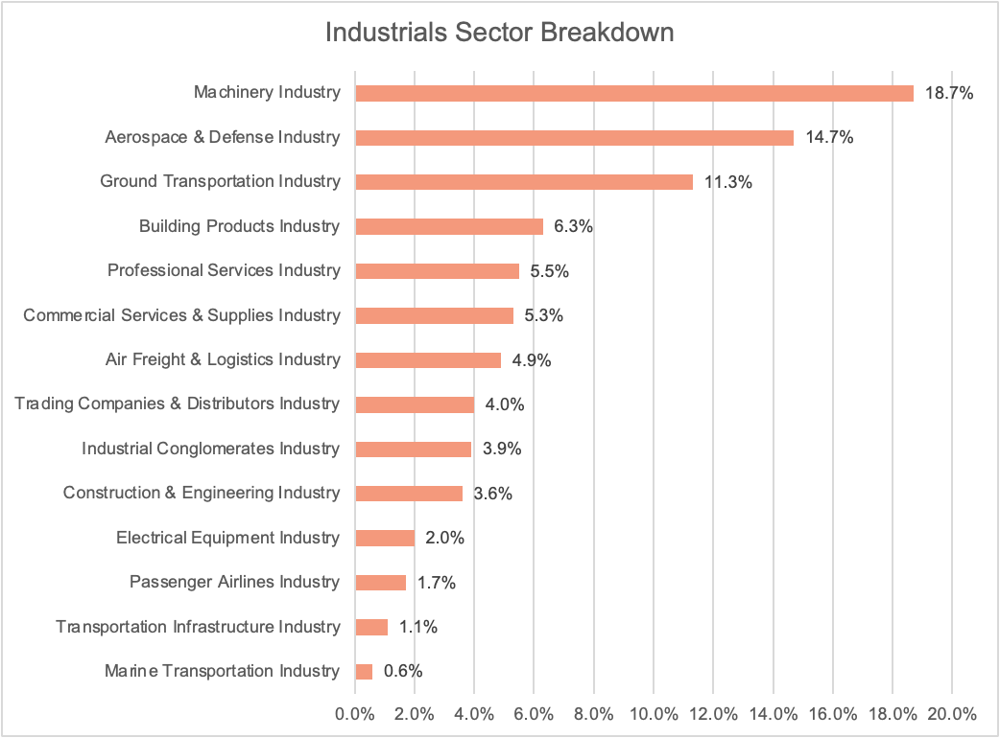 Industrials Sector Breakdown
Machinery Industry 18.7%
Aerospace & Defense Industry 14.7%
Ground Transportation Industry 11.3%
Building Products Industry 6.3%
Professional Services Industry 5.5%
Commercial Services & Supplies Industry 5.3%
Air Freight & Logistics Industry 4.9%
Trading Companies & Distributors Industry 4.0%
Industrial Conglomerates Industry 3.9%
Construction & Engineering Industry 3.6%
Electrical Equipment Industry 2.0%
Passenger Airlines Industry 1.7%
Transportation Infrastructure Industry 1.1%
Marine Transportation Industry 0.6%
0.0% 2.0% 4.0% 6.0% 8.0% 10.0% 12.0% 14.0% 16.0% 18.0% 20.0%